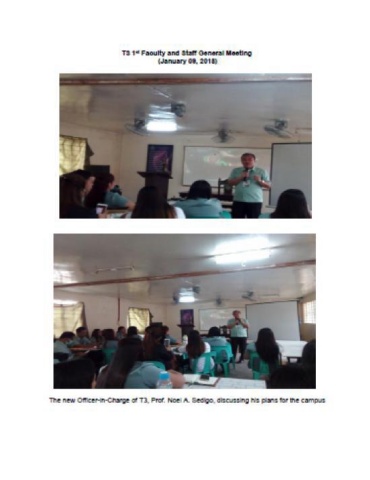 T3 1st Faculty and Staff General Meeting
(January 09, 2018)
The new Officer-in-Charge of T3, Prof. Noel A. Sedigo, discussing his plans for the campus